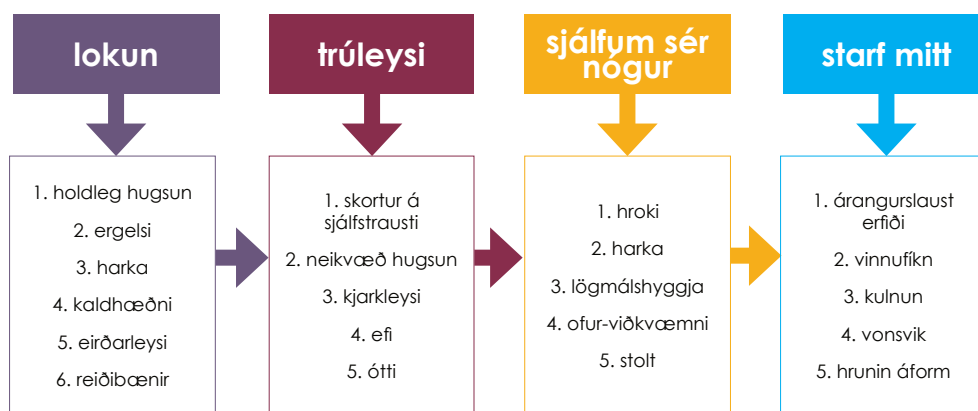 lokun
1. holdleg hugsun
2. ergelsi
3. harka
4. kaldhæðni
5. eirðarleysi
6. reiðibænir
trúleysi
1. skortur á
sjálfstrausti
2. neikvæð hugsun
3. kjarkleysi
4. efi
5. ótti
sjálfum sér
nógur
1. hroki
2. harka
3. lögmálshyggja
4. ofur-viðkvæmni
5. stolt
starf mitt
1. árangurslaust
erfiði
2. vinnufíkn
3. kulnun
4. vonsvik
5. hrunin áform